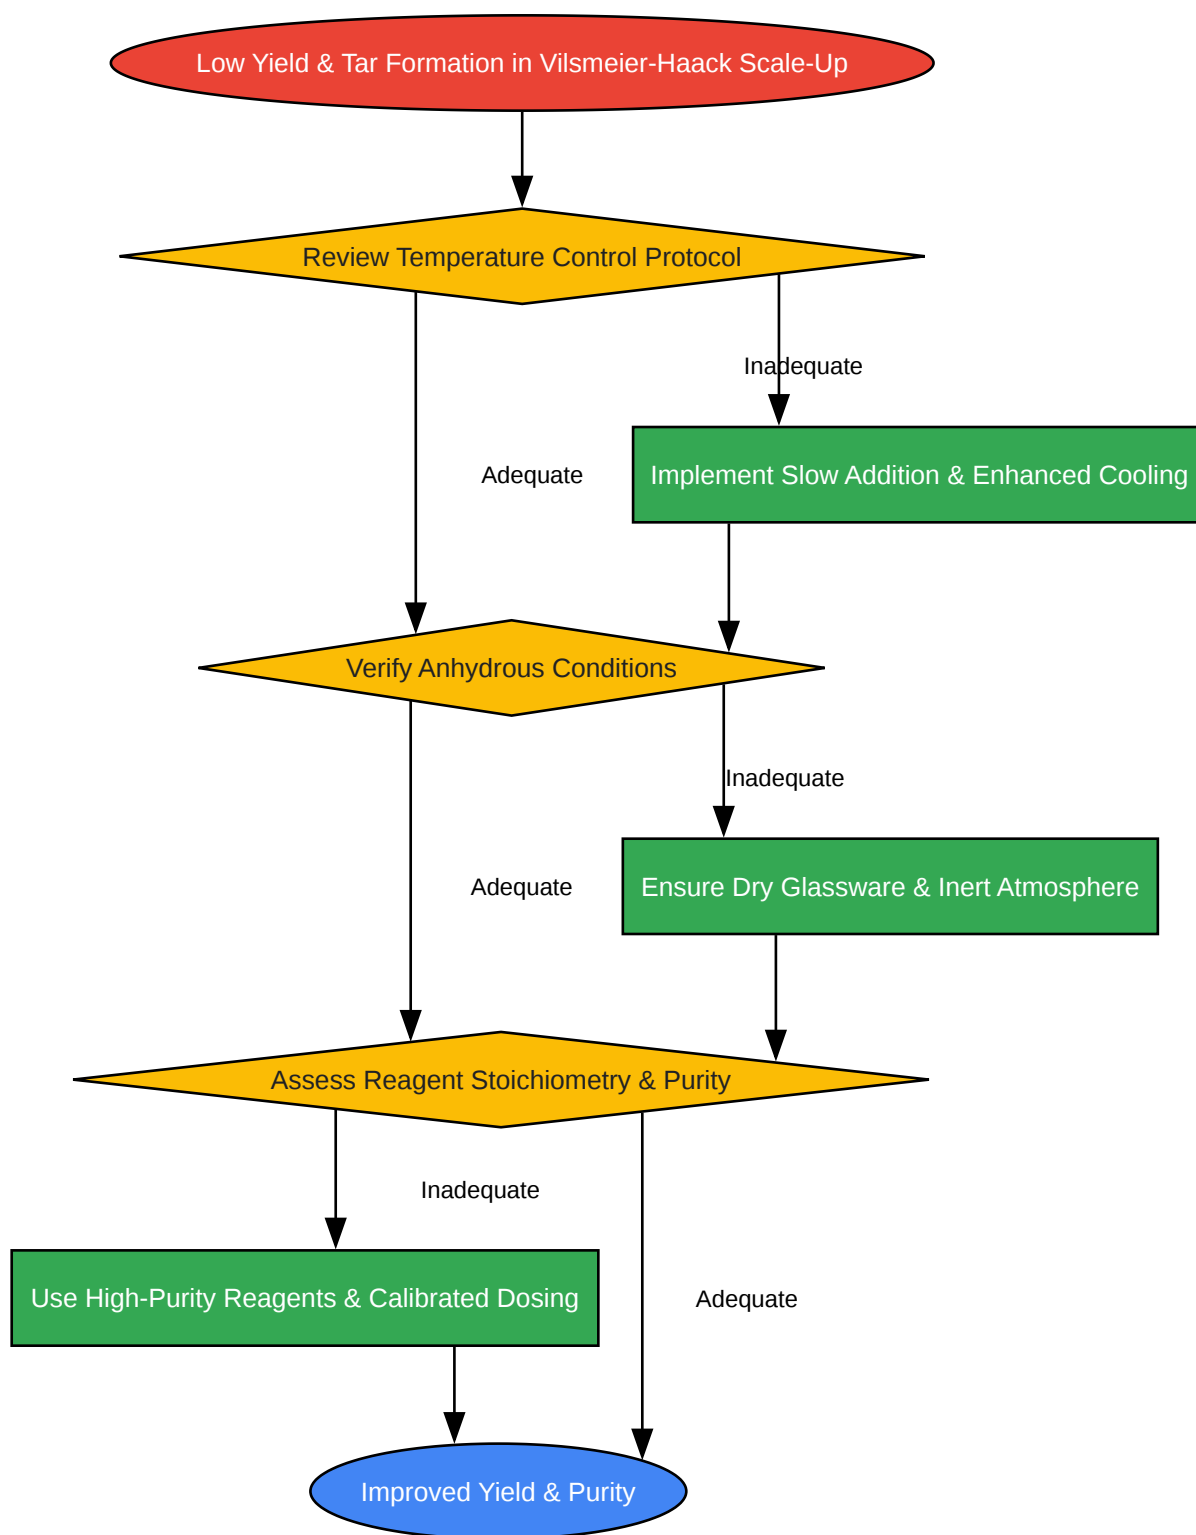 Low Yield & Tar Formation in Vilsmeier-Haack Scale-Up
Review Temperature Control Protocol
Inadequate
Adequate
Implement Slow Addition & Enhanced Cooling
Verify Anhydrous Conditions
Inadequate
Adequate
Ensure Dry Glassware & Inert Atmosphere
Assess Reagent Stoichiometry & Purity
Inadequate
Use High-Purity Reagents & Calibrated Dosing
Adequate
Improved Yield & Purity